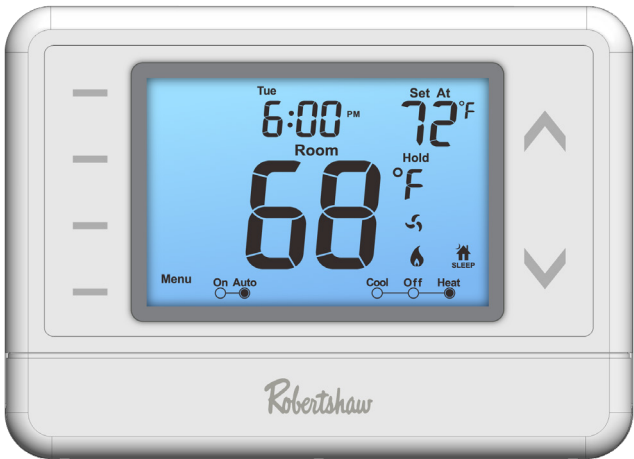 Tue
Set At
6:00 PM
72°F
Room
Hold
68
°F
SLEEP
Menu
On Auto
Cool Off Heat
Robertshaw